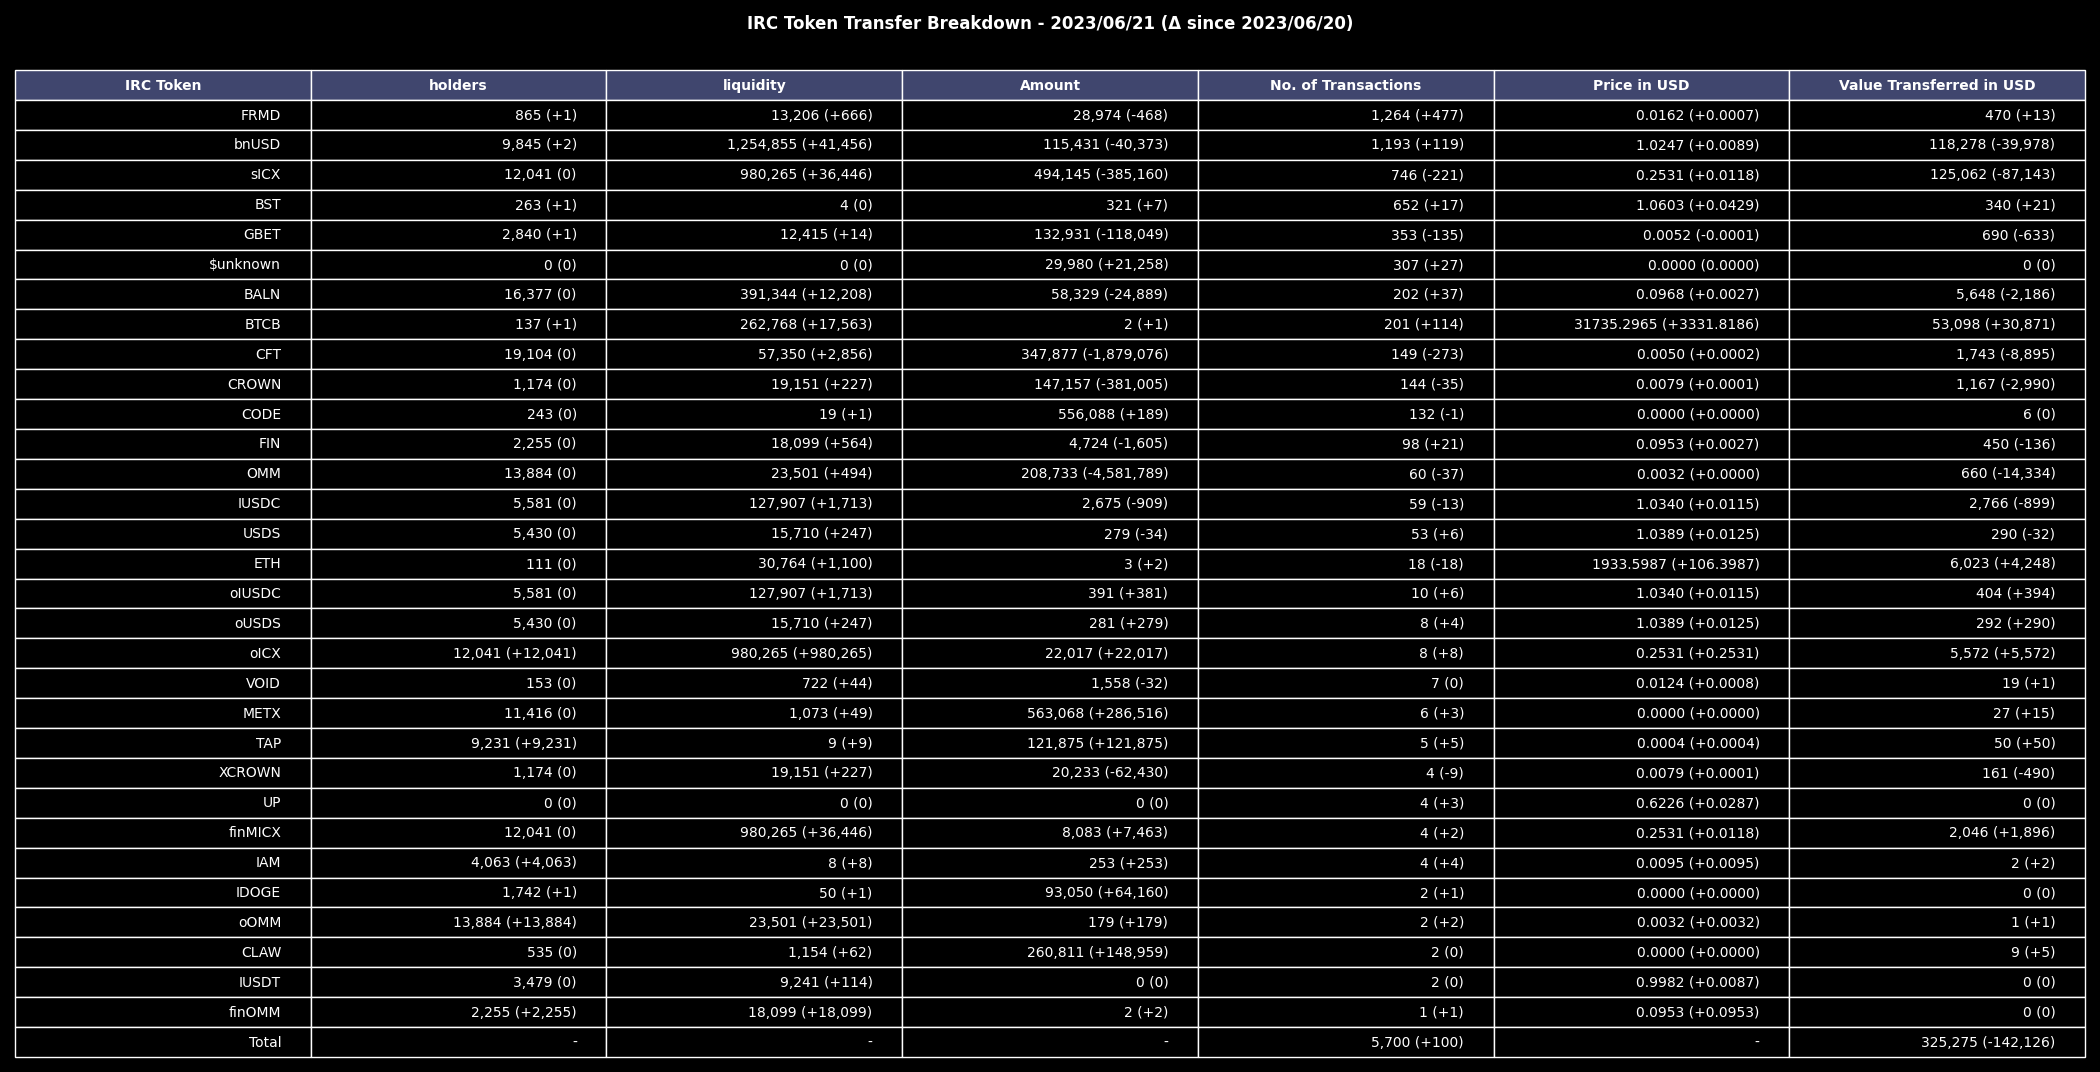 IRC Token Transfer Breakdown - 2023/06/21 (Δ since 2023/06/20)
IRC Token holders liquidity Amount No. of Transactions Price in USD Value Transferred in USD
FRMD 865 (+1) 13,206 (+666) 28,974 (-468) 1,264 (+477) 0.0162 (+0.0007) 470 (+13)
bnUSD 9,845 (+2) 1,254,855 (+41,456) 115,431 (-40,373) 1,193 (+119) 1.0247 (+0.0089) 118,278 (-39,978)
sICX 12,041 (0) 980,265 (+36,446) 494,145 (-385,160) 746 (-221) 0.2531 (+0.0118) 125,062 (-87,143)
BST 263 (+1) 4 (0) 321 (+7) 652 (+17) 1.0603 (+0.0429) 340 (+21)
GBET 2,840 (+1) 12,415 (+14) 132,931 (-118,049) 353 (-135) 0.0052 (-0.0001) 690 (-633)
$unknown 0 (0) 0 (0) 29,980 (+21,258) 307 (+27) 0.0000 (0.0000) 0 (0)
BALN 16,377 (0) 391,344 (+12,208) 58,329 (-24,889) 202 (+37) 0.0968 (+0.0027) 5,648 (-2,186)
BTCB 137 (+1) 262,768 (+17,563) 2 (+1) 201 (+114) 31735.2965 (+3331.8186) 53,098 (+30,871)
CFT 19,104 (0) 57,350 (+2,856) 347,877 (-1,879,076) 149 (-273) 0.0050 (+0.0002) 1,743 (-8,895)
CROWN 1,174 (0) 19,151 (+227) 147,157 (-381,005) 144 (-35) 0.0079 (+0.0001) 1,167 (-2,990)
CODE 243 (0) 19 (+1) 556,088 (+189) 132 (-1) 0.0000 (+0.0000) 6 (0)
FIN 2,255 (0) 18,099 (+564) 4,724 (-1,605) 98 (+21) 0.0953 (+0.0027) 450 (-136)
OMM 13,884 (0) 23,501 (+494) 208,733 (-4,581,789) 60 (-37) 0.0032 (+0.0000) 660 (-14,334)
IUSDC 5,581 (0) 127,907 (+1,713) 2,675 (-909) 59 (-13) 1.0340 (+0.0115) 2,766 (-899)
USDS 5,430 (0) 15,710 (+247) 279 (-34) 53 (+6) 1.0389 (+0.0125) 290 (-32)
ETH 111 (0) 30,764 (+1,100) 3 (+2) 18 (-18) 1933.5987 (+106.3987) 6,023 (+4,248)
oIUSDC 5,581 (0) 127,907 (+1,713) 391 (+381) 10 (+6) 1.0340 (+0.0115) 404 (+394)
oUSDS 5,430 (0) 15,710 (+247) 281 (+279) 8 (+4) 1.0389 (+0.0125) 292 (+290)
oICX 12,041 (+12,041) 980,265 (+980,265) 22,017 (+22,017) 8 (+8) 0.2531 (+0.2531) 5,572 (+5,572)
VOID 153 (0) 722 (+44) 1,558 (-32) 7 (0) 0.0124 (+0.0008) 19 (+1)
METX 11,416 (0) 1,073 (+49) 563,068 (+286,516) 6 (+3) 0.0000 (+0.0000) 27 (+15)
TAP 9,231 (+9,231) 9 (+9) 121,875 (+121,875) 5 (+5) 0.0004 (+0.0004) 50 (+50)
XCROWN 1,174 (0) 19,151 (+227) 20,233 (-62,430) 4 (-9) 0.0079 (+0.0001) 161 (-490)
UP 0 (0) 0 (0) 0 (0) 4 (+3) 0.6226 (+0.0287) 0 (0)
finMICX 12,041 (0) 980,265 (+36,446) 8,083 (+7,463) 4 (+2) 0.2531 (+0.0118) 2,046 (+1,896)
IAM 4,063 (+4,063) 8 (+8) 253 (+253) 4 (+4) 0.0095 (+0.0095) 2 (+2)
IDOGE 1,742 (+1) 50 (+1) 93,050 (+64,160) 2 (+1) 0.0000 (+0.0000) 0 (0)
oOMM 13,884 (+13,884) 23,501 (+23,501) 179 (+179) 2 (+2) 0.0032 (+0.0032) 1 (+1)
CLAW 535 (0) 1,154 (+62) 260,811 (+148,959) 2 (0) 0.0000 (+0.0000) 9 (+5)
IUSDT 3,479 (0) 9,241 (+114) 0 (0) 2 (0) 0.9982 (+0.0087) 0 (0)
finOMM 2,255 (+2,255) 18,099 (+18,099) 2 (+2) 1 (+1) 0.0953 (+0.0953) 0 (0)
Total - - - 5,700 (+100) - 325,275 (-142,126)